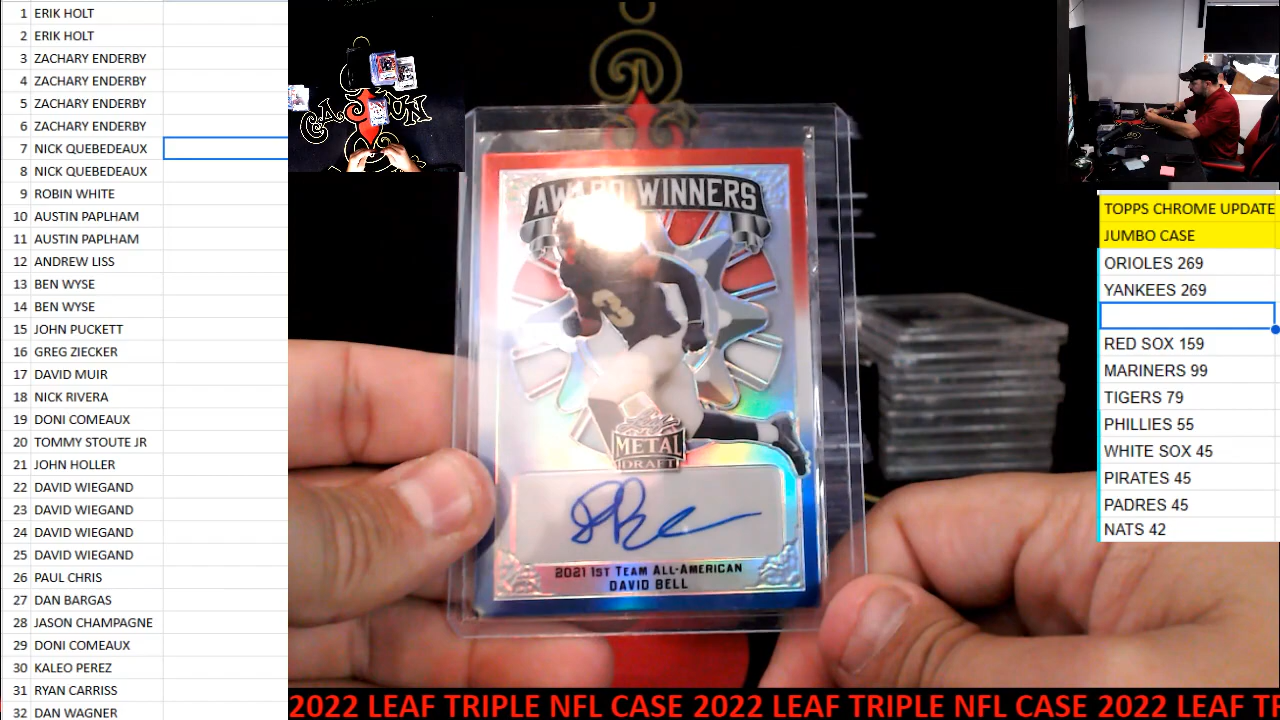 1 ERIK HOLT
2 ERIK HOLT
3 ZACHARY ENDERBY
4 ZACHARY ENDERBY
5 ZACHARY ENDERBY
6 ZACHARY ENDERBY
7 NICK QUEBEDEAUX
8 NICK QUEBEDEAUX
9 ROBIN WHITE
10 AUSTIN PAPLHAM
11 AUSTIN PAPLHAM
12 ANDREW LISS
13 BEN WYSE
14 BEN WYSE
15 JOHN PUCKETT
16 GREG ZIECKER
17 DAVID MUIR
18 NICK RIVERA
19 DONI COMEAUX
20 TOMMY STOUTE JR
21 JOHN HOLLER
22 DAVID WIEGAND
23 DAVID WIEGAND
24 DAVID WIEGAND
25 DAVID WIEGAND
26 PAUL CHRIS
27 DAN BARGAS
28 JASON CHAMPAGNE
29 DONI COMEAUX
30 KALEO PEREZ
31 RYAN CARRISS
32 DAN WAGNER
CAJUN
AWARD WINNERS
3
Leaf
METAL
DRAFT
2021 1ST TEAM ALL-AMERICAN
DAVID BELL
TOPPS CHROME UPDATE
JUMBO CASE
ORIOLES 269
YANKEES 269
RED SOX 159
MARINERS 99
TIGERS 79
PHILLIES 55
WHITE SOX 45
PIRATES 45
PADRES 45
NATS 42
2022 LEAF TRIPLE NFL CASE 2022 LEAF TRIPLE NFL CASE 2022 LEAF T